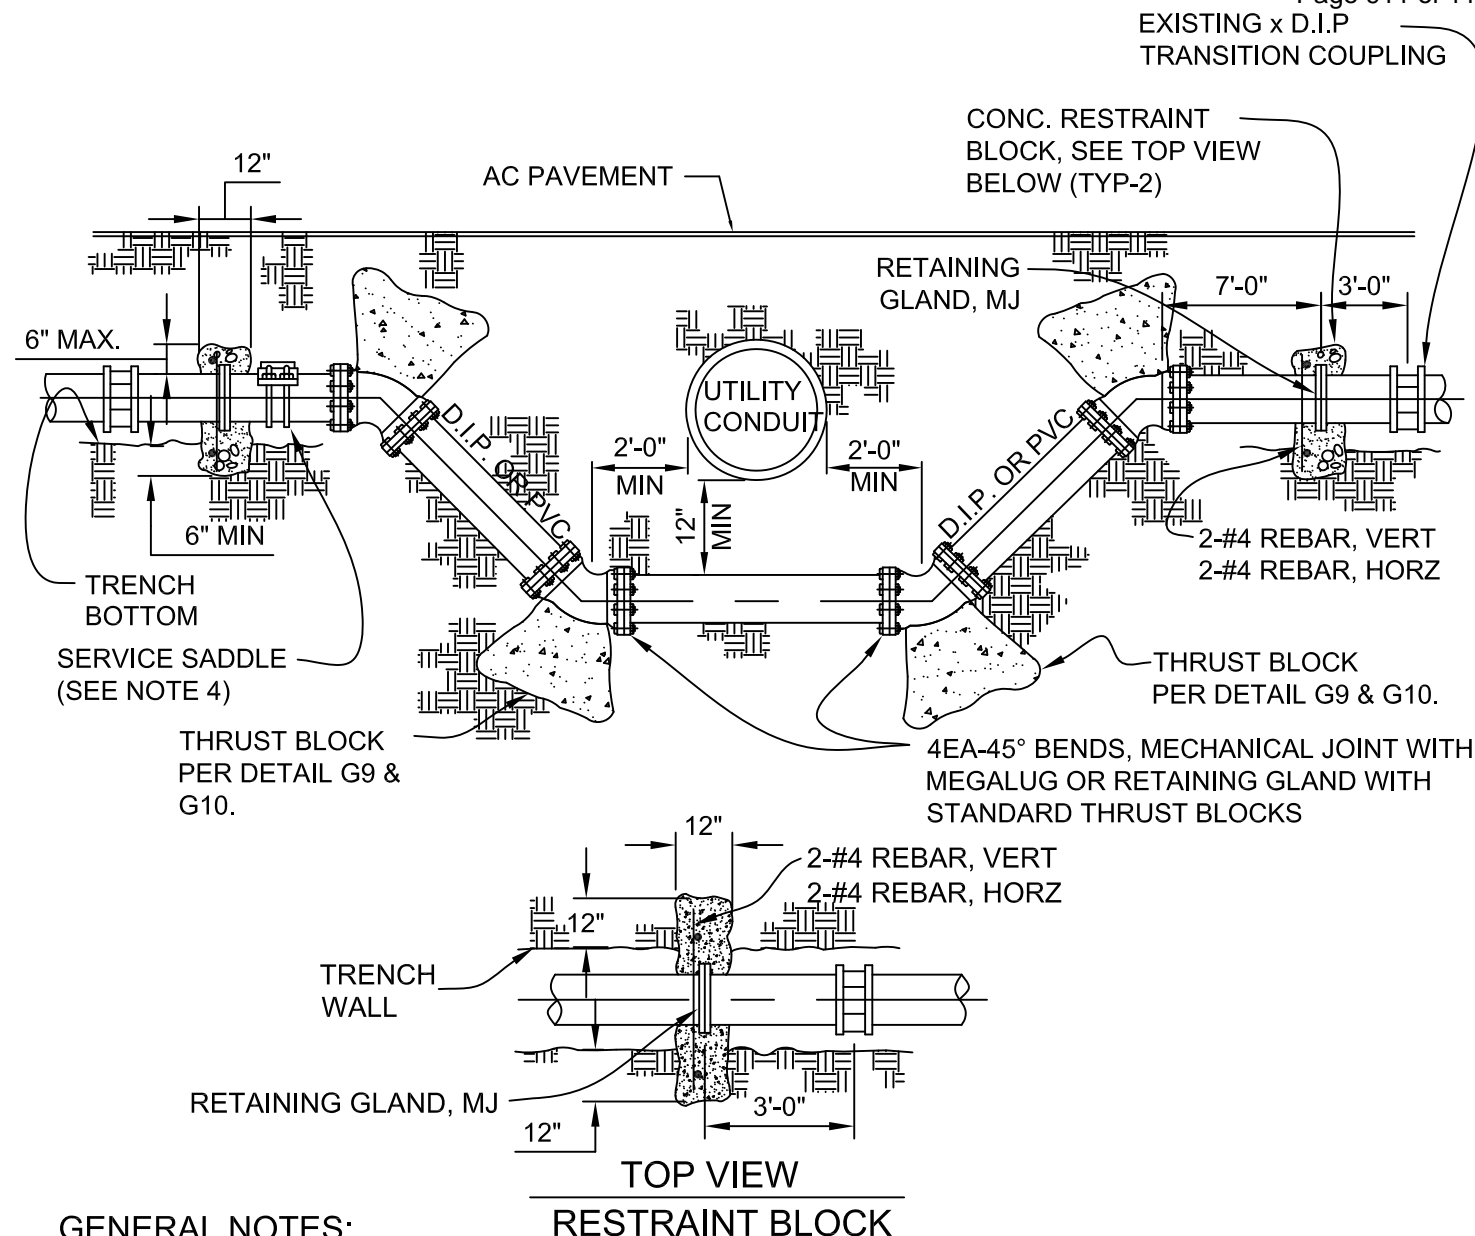 EXISTING x D.I.P
TRANSITION COUPLING
CONC. RESTRAINT
BLOCK, SEE TOP VIEW
BELOW (TYP-2)
12"
AC PAVEMENT
RETAINING
GLAND, MJ
7'-0"
3'-0"
6" MAX.
UTILITY
CONDUIT
D.I.P. OR PVC
D.I.P. OR PVC
2'-0"
MIN
2'-0"
MIN
12"
MIN
6" MIN
2-#4 REBAR, VERT
2-#4 REBAR, HORZ
TRENCH
BOTTOM
SERVICE SADDLE
(SEE NOTE 4)
THRUST BLOCK
PER DETAIL G9 & G10.
THRUST BLOCK
PER DETAIL G9 &
G10.
4EA-45° BENDS, MECHANICAL JOINT WITH
MEGALUG OR RETAINING GLAND WITH
STANDARD THRUST BLOCKS
12"
2-#4 REBAR, VERT
2-#4 REBAR, HORZ
12"
TRENCH
WALL
RETAINING GLAND, MJ
3'-0"
12"
TOP VIEW
RESTRAINT BLOCK
GENERAL NOTES: